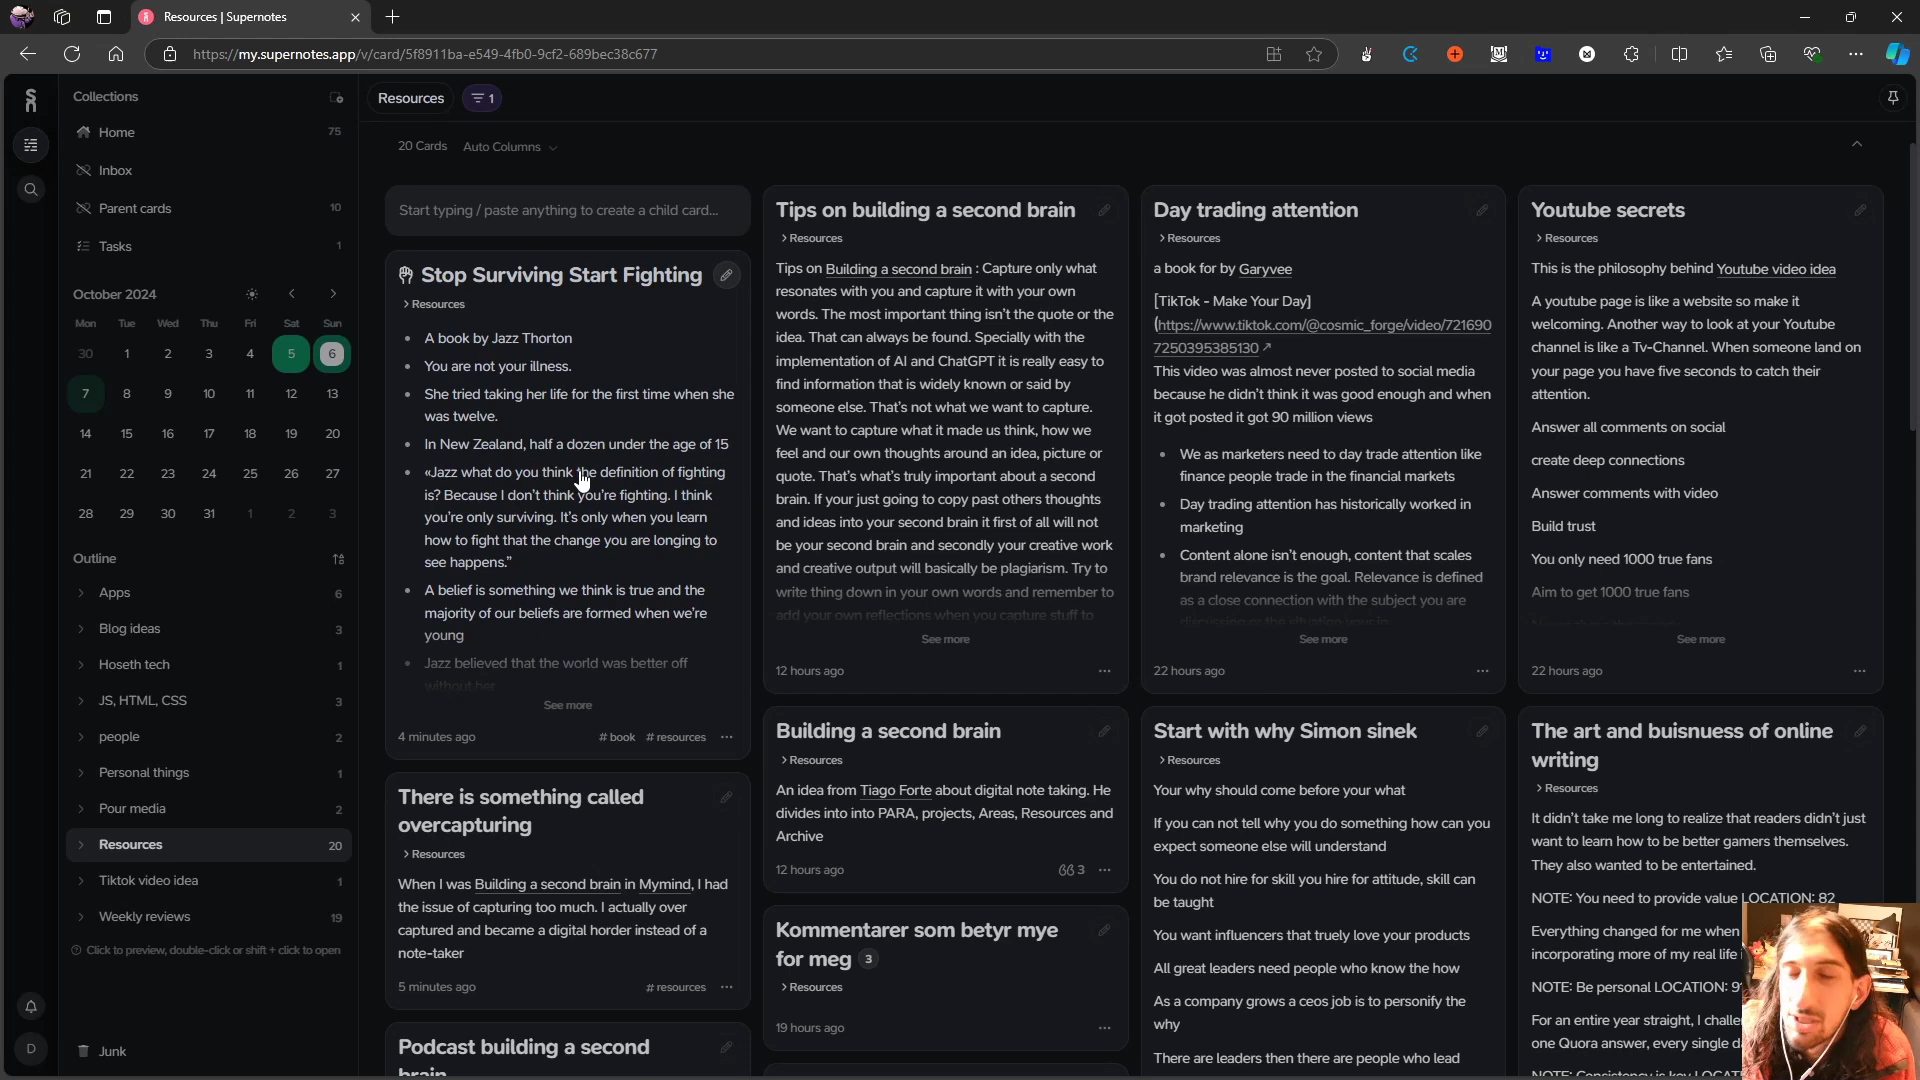 Resources | Supernotes
https://my.supernotes.app/v/card/5f8911ba-e549-4fb0-9cf2-689bec38c677
Collections
Home 75
Inbox
Parent cards 10
Tasks 1
October 2024
Mon Tue Wed Thu Fri Sat Sun
30 1 2 3 4 5 6
7 8 9 10 11 12 13
14 15 16 17 18 19 20
21 22 23 24 25 26 27
28 29 30 31 1 2 3
Outline
Apps 6
Blog ideas 3
Hoseth tech 1
JS, HTML, CSS 3
people 2
Personal things 1
Pour media 2
Resources 20
Tiktok video idea 1
Weekly reviews 19
Click to preview, double-click or shift + click to open
D
Junk
Resources 1
20 Cards Auto Columns
Start typing / paste anything to create a child card...
Stop Surviving Start Fighting
> Resources
• A book by Jazz Thorton
• You are not your illness.
• She tried taking her life for the first time when she
was twelve.
• In New Zealand, half a dozen under the age of 15
• «Jazz what do you think the definition of fighting
is? Because I don't think you're fighting. I think
you're only surviving. It's only when you learn
how to fight that the change you are longing to
see happens."
• A belief is something we think is true and the
majority of our beliefs are formed when we're
young
• Jazz believed that the world was better off
without her
See more
4 minutes ago # book # resources
There is something called
overcapturing
> Resources
When I was Building a second brain in Mymind, I had
the issue of capturing too much. I actually over
captured and became a digital horder instead of a
note-taker
5 minutes ago # resources
Podcast building a second
brain
Tips on building a second brain
> Resources
Tips on Building a second brain : Capture only what
resonates with you and capture it with your own
words. The most important thing isn't the quote or the
idea. That can always be found. Specially with the
implementation of AI and ChatGPT it is really easy to
find information that is widely known or said by
someone else. That's not what we want to capture.
We want to capture what it made us think, how we
feel and our own thoughts around an idea, picture or
quote. That's what's truly important about a second
brain. If your just going to copy past others thoughts
and ideas into your second brain it first of all will not
be your second brain and secondly your creative work
and creative output will basically be plagiarism. Try to
write thing down in your own words and remember to
add your own reflections when you capture stuff to
See more
12 hours ago
Building a second brain
> Resources
An idea from Tiago Forte about digital note taking. He
divides into into PARA, projects, Areas, Resources and
Archive
12 hours ago 3
Kommentarer som betyr mye
for meg 3
> Resources
19 hours ago
Day trading attention
> Resources
a book for by Garyvee
[TikTok - Make Your Day]
(https://www.tiktok.com/@cosmic_forge/video/721690
7250395385130 ↗
This video was almost never posted to social media
because he didn't think it was good enough and when
it got posted it got 90 million views
• We as marketers need to day trade attention like
finance people trade in the financial markets
• Day trading attention has historically worked in
marketing
• Content alone isn't enough, content that scales
brand relevance is the goal. Relevance is defined
as a close connection with the subject you are
discussing or the situation your in
See more
22 hours ago
Start with why Simon sinek
> Resources
Your why should come before your what
If you can not tell why you do something how can you
expect someone else will understand
You do not hire for skill you hire for attitude, skill can
be taught
You want influencers that truely love your products
All great leaders need people who know the how
As a company grows a ceos job is to personify the
why
There are leaders then there are people who lead
Youtube secrets
> Resources
This is the philosophy behind Youtube video idea
A youtube page is like a website so make it
welcoming. Another way to look at your Youtube
channel is like a Tv-Channel. When someone land on
your page you have five seconds to catch their
attention.
Answer all comments on social
create deep connections
Answer comments with video
Build trust
You only need 1000 true fans
Aim to get 1000 true fans
See more
22 hours ago
The art and buisnuess of online
writing
> Resources
It didn't take me long to realize that readers didn't just
want to learn how to be better gamers themselves.
They also wanted to be entertained.
NOTE: You need to provide value LOCATION: 82
Everything changed for me when
incorporating more of my real life
NOTE: Be personal LOCATION:
For an entire year straight, I
one Quora answer, every single
NOTE: Consistency is key